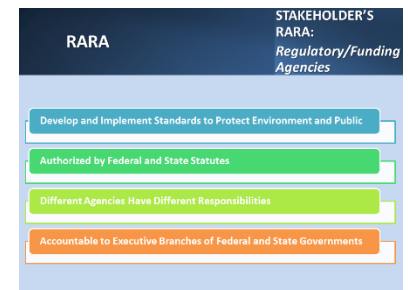 RARA
STAKEHOLDER'S
RARA:
Regulatory/Funding
Agencies
Develop and Implement Standards to Protect Environment and Public
Authorized by Federal and State Statutes
Different Agencies Have Different Responsibilities
Accountable to Executive Branches of Federal and State Governments